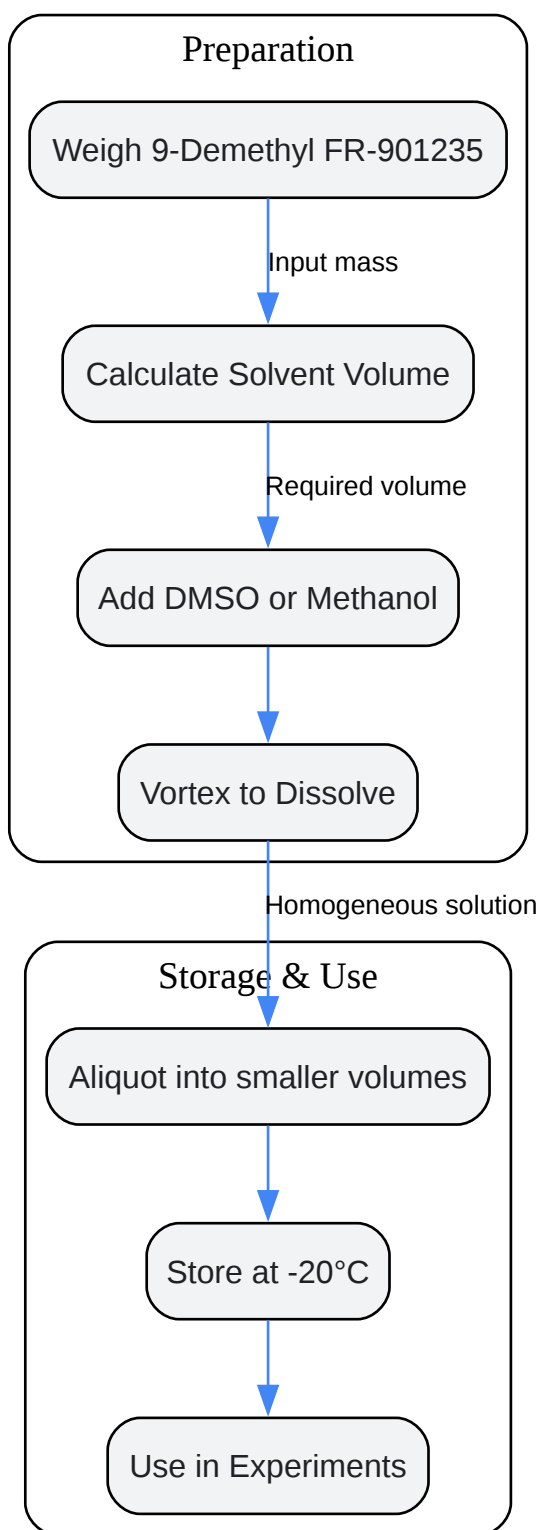 Preparation
Weigh 9-Demethyl FR-901235
Input mass
Calculate Solvent Volume
Required volume
Add DMSO or Methanol
Vortex to Dissolve
Homogeneous solution
Storage & Use
Aliquot into smaller volumes
Store at -20°C
Use in Experiments